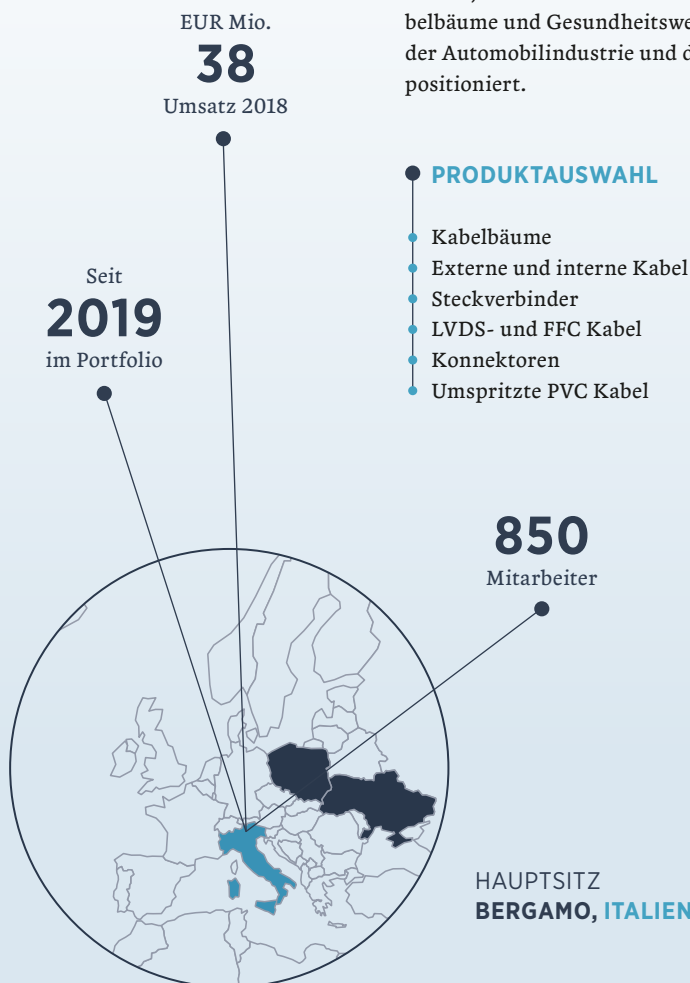 EUR Mio.
38
Umsatz 2018
belbäume und
der Automobilindustrie und
positioniert.
PRODUKTAUSWAHL
Kabelbäume
Externe und interne Kabel
Steckverbinder
LVDS- und FFC Kabel
Konnektoren
Umspritzte PVC Kabel
Seit
2019
im Portfolio
850
Mitarbeiter
HAUPTSITZ
BERGAMO, ITALIEN